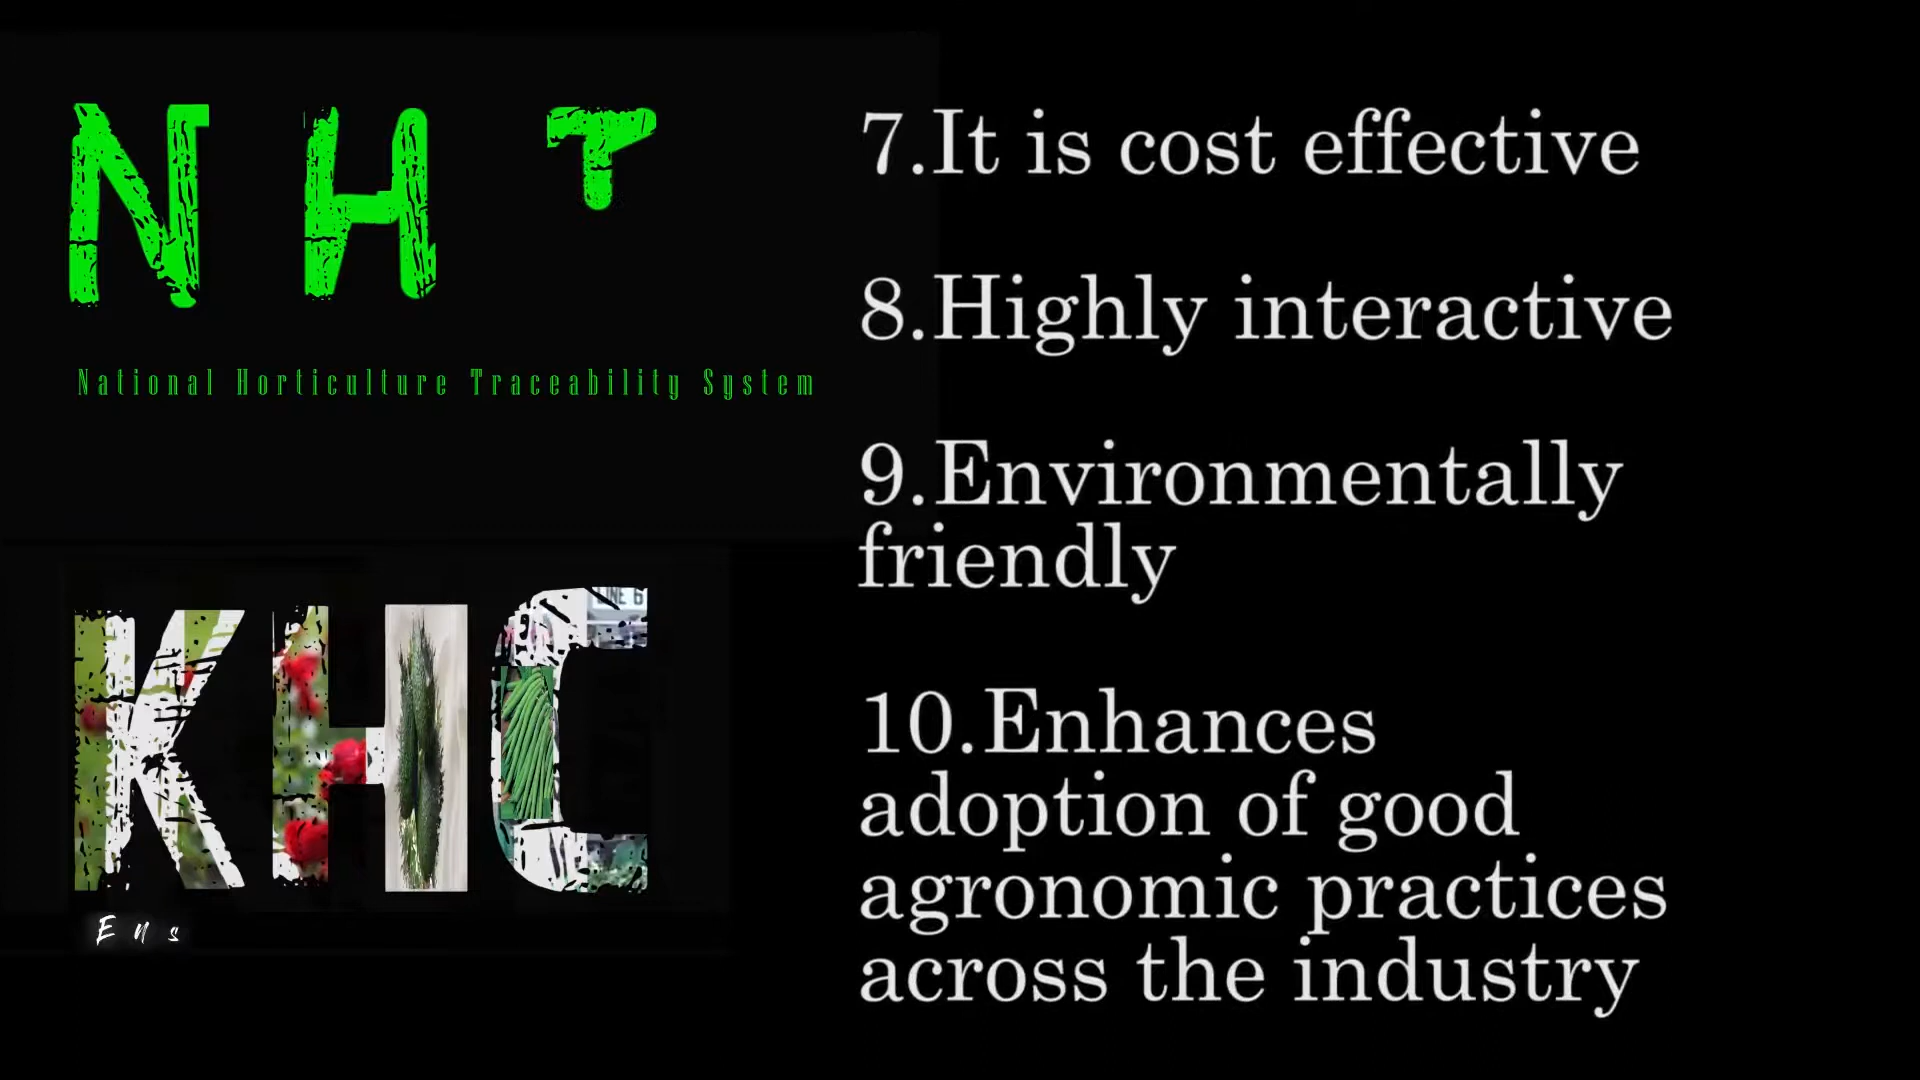 N H T
National Horticulture Traceability System
KHC
Ens
7.It is cost effective
8.Highly interactive
9.Environmentally
friendly
10.Enhances
adoption of good
agronomic practices
across the industry